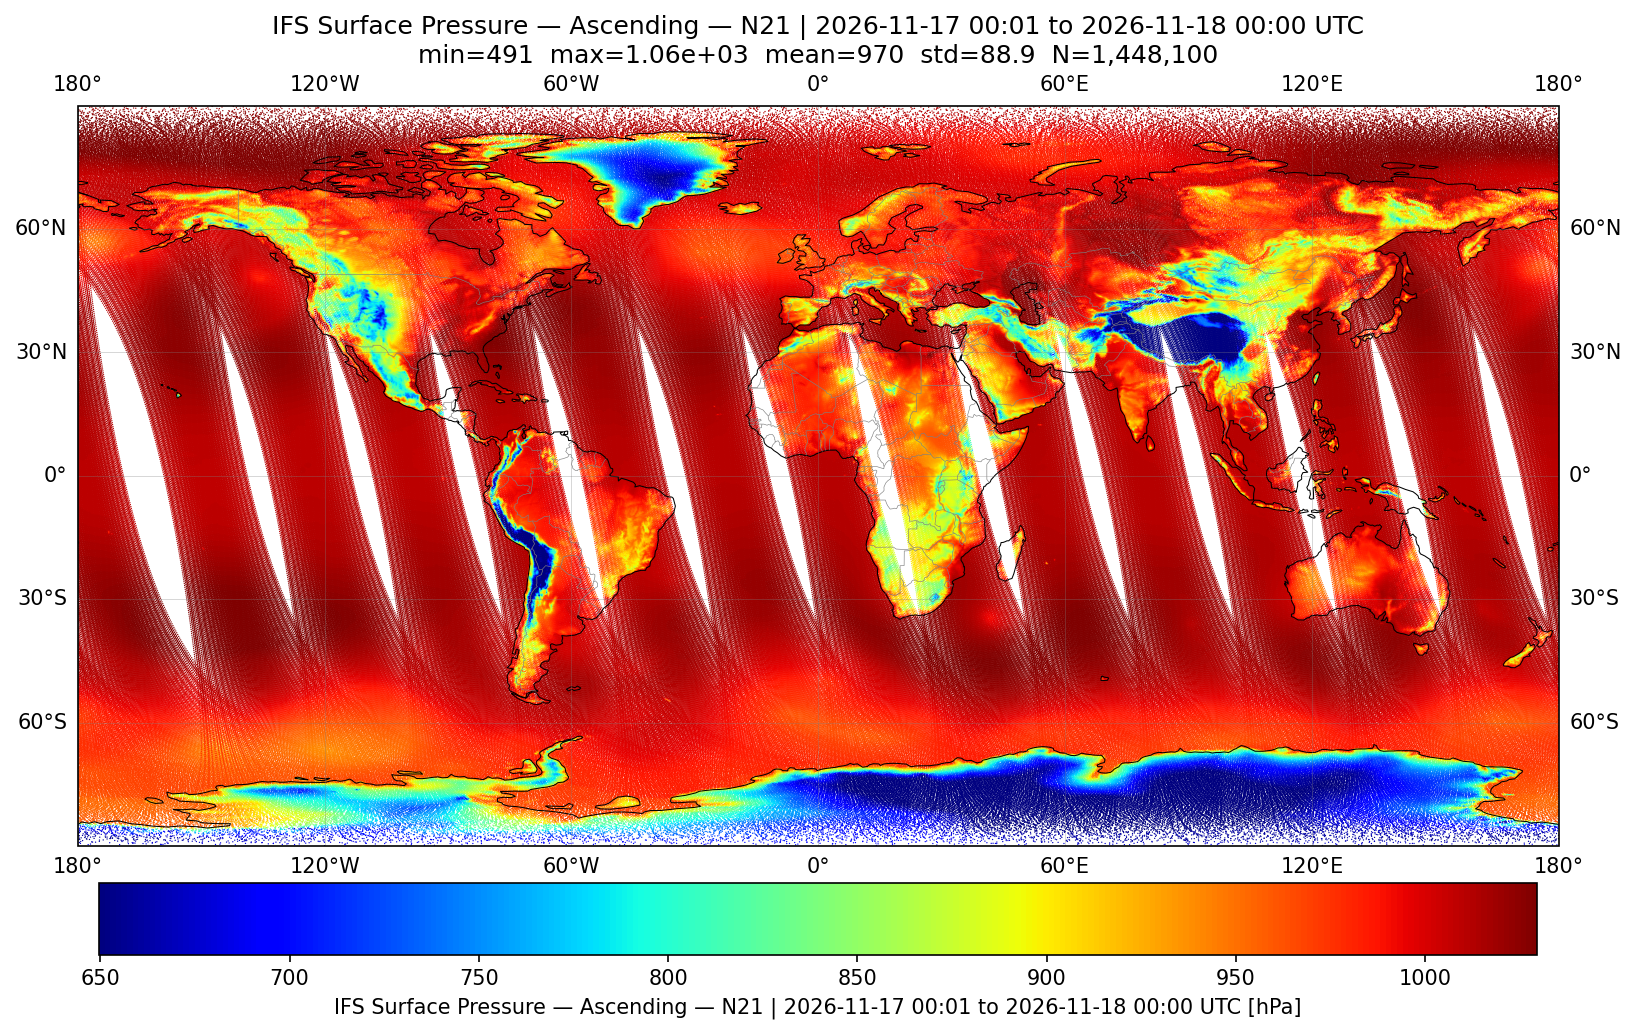 IFS Surface Pressure — Ascending — N21 | 2026-11-17 00:01 to 2026-11-18 00:00 UTC
min=491 max=1.06e+03 mean=970 std=88.9 N=1,448,100
180° 120°W 60°W 0° 60°E 120°E 180°
60°N 60°N
30°N 30°N
0° 0°
30°S 30°S
60°S 60°S
180° 120°W 60°W 0° 60°E 120°E 180°
650 700 750 800 850 900 950 1000
IFS Surface Pressure — Ascending — N21 | 2026-11-17 00:01 to 2026-11-18 00:00 UTC [hPa]